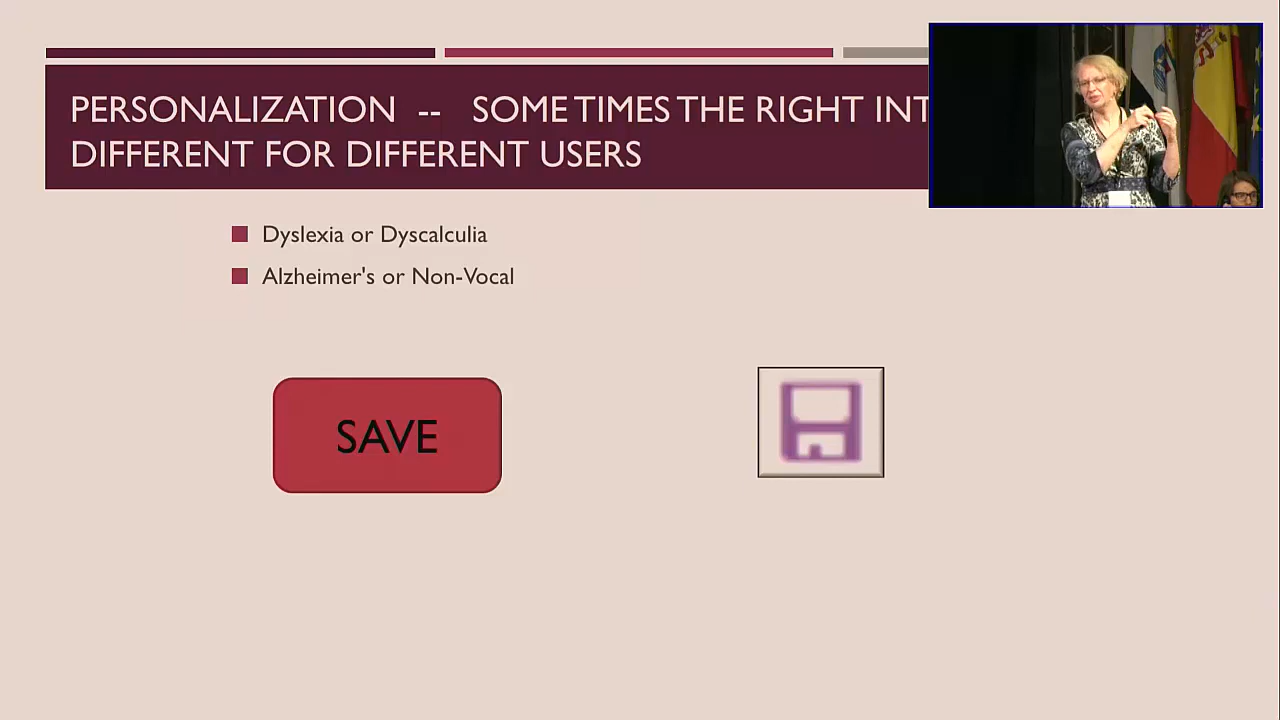 PERSONALIZATION -- SOME TIMES THE RIGHT INT
DIFFERENT FOR DIFFERENT USERS
Dyslexia or Dyscalculia
Alzheimer's or Non-Vocal
SAVE